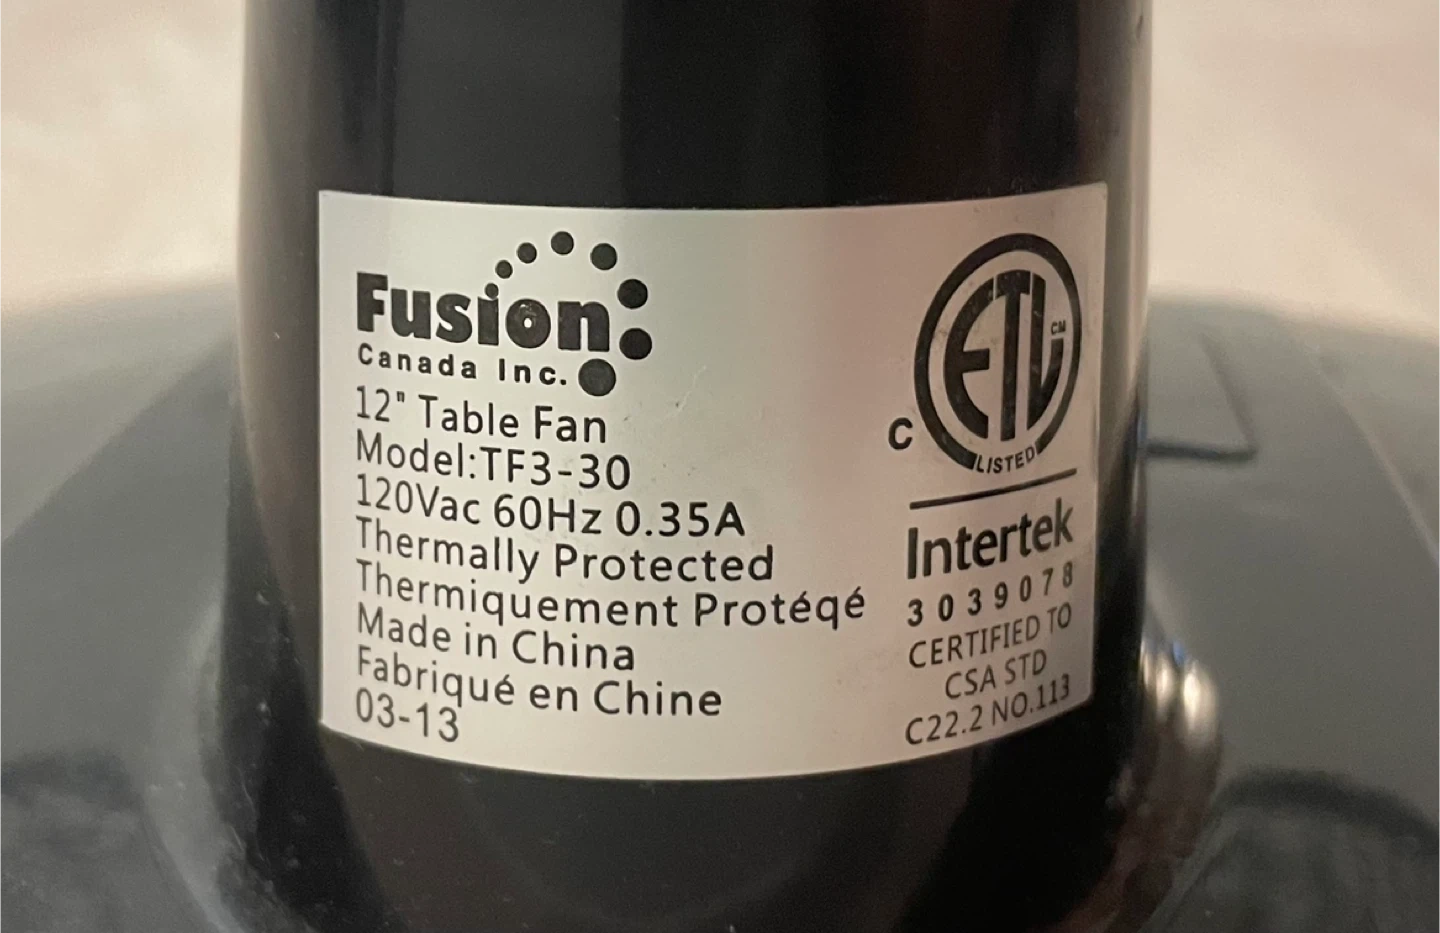 Fusion
Canada Inc.
12" Table Fan
Model:TF3-30
120Vac 60Hz 0.35A
Thermally Protected
Thermiquement Protéqé
Made in China
Fabriqué en Chine
03-13
ETL CM
C
LISTED
Intertek
3039078
CERTIFIED TO
CSA STD
C22.2 NO.113